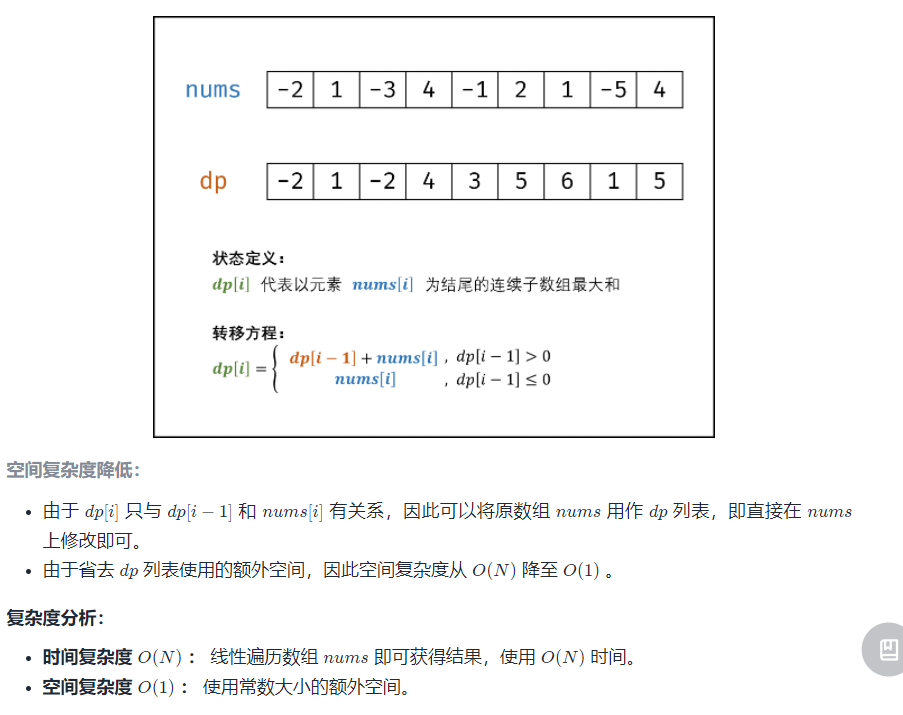 nums -2 1 -3 4 -1 2 1 -5 4
dp -2 1 -2 4 3 5 6 1 5
状态定义：
dp[i] 代表以元素 nums[i] 为结尾的连续子数组最大和
转移方程：
dp[i] = { dp[i − 1] + nums[i] , dp[i − 1] > 0
nums[i] , dp[i − 1] ≤ 0
空间复杂度降低：
• 由于 dp[i] 只与 dp[i − 1] 和 nums[i] 有关系，因此可以将原数组 nums 用作 dp 列表，即直接在 nums
上修改即可。
• 由于省去 dp 列表使用的额外空间，因此空间复杂度从 O(N) 降至 O(1) 。
复杂度分析：
• 时间复杂度 O(N) ： 线性遍历数组 nums 即可获得结果，使用 O(N) 时间。
• 空间复杂度 O(1) ： 使用常数大小的额外空间。